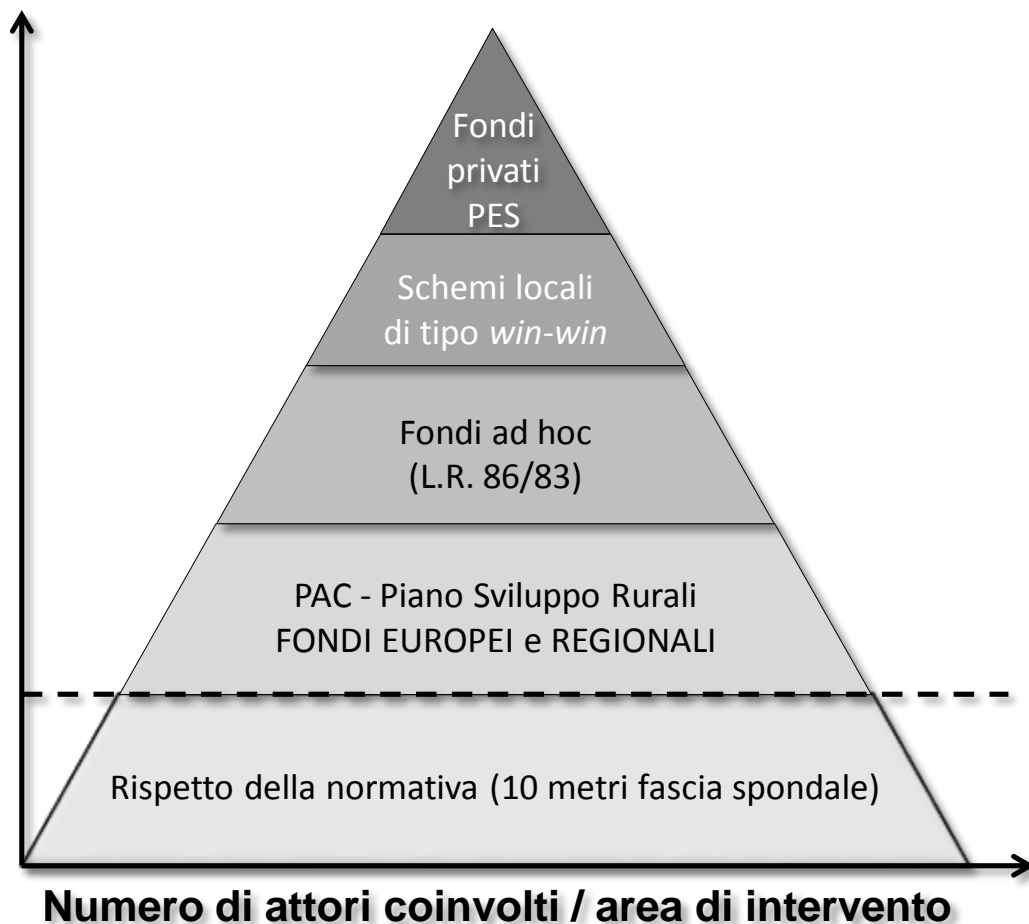 Fondi
privati
PES
Schemi locali
di tipo win-win
Fondi ad hoc
(L.R. 86/83)
PAC - Piano Sviluppo Rurali
FONDI EUROPEI e REGIONALI
Rispetto della normativa (10 metri fascia spondale)
Numero di attori coinvolti / area di intervento